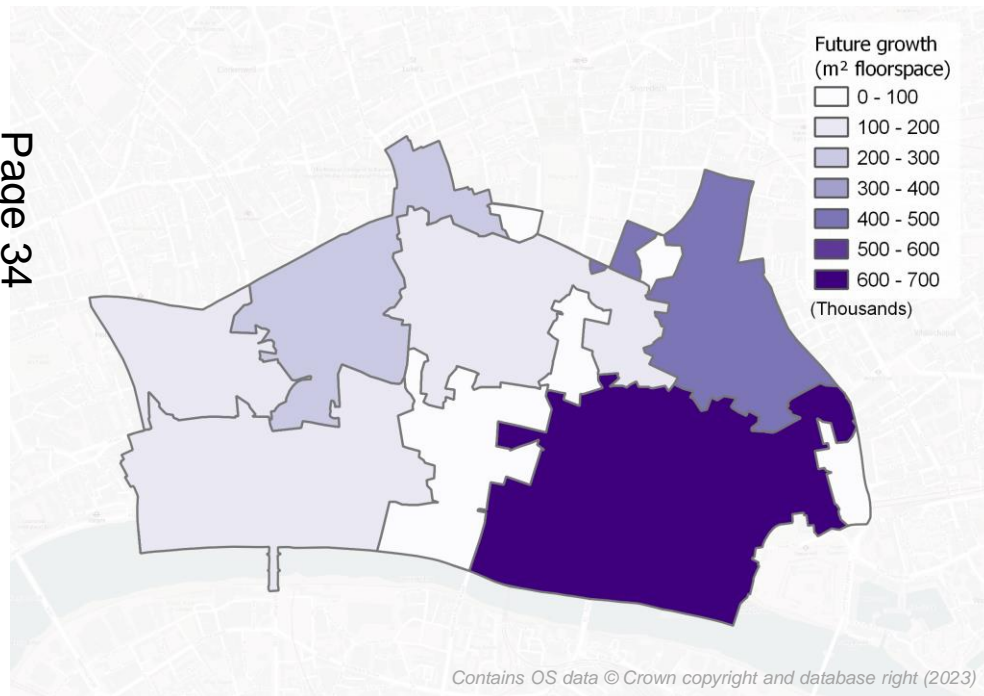 Page 34
Future growth
(m² floorspace)
0 - 100
100 - 200
200 - 300
300 - 400
400 - 500
500 - 600
600 - 700
(Thousands)
Contains OS data © Crown copyright and database right (2023)